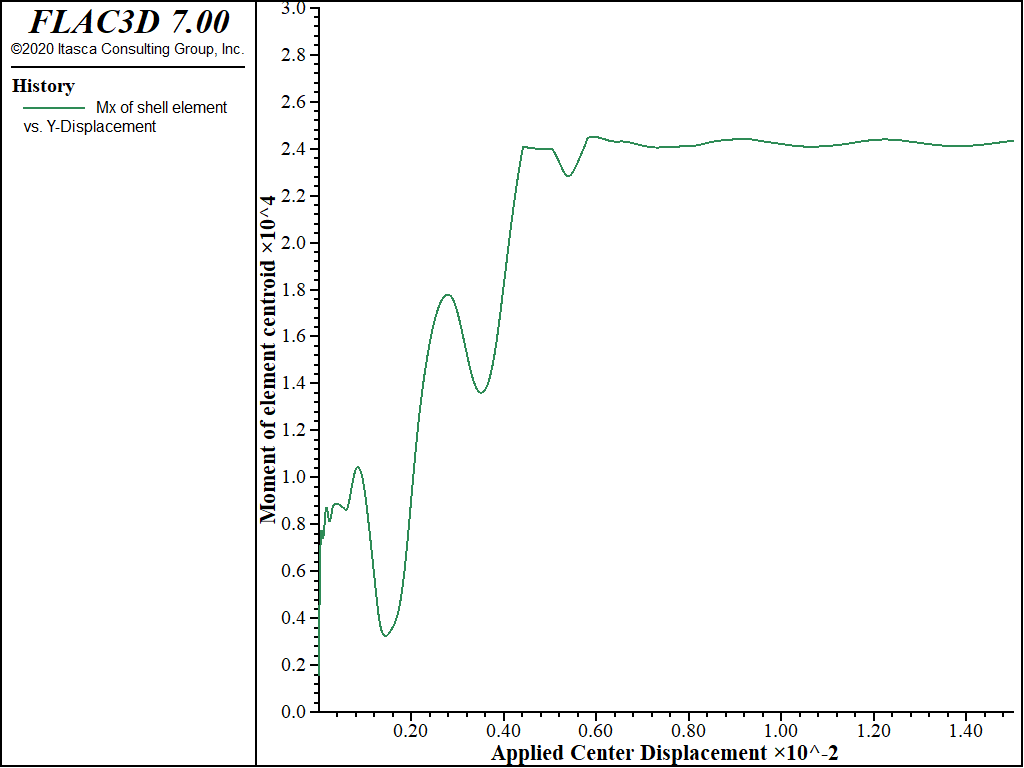 FLAC3D 7.00
©2020 Itasca Consulting Group, Inc.
History
Mx of shell element
vs. Y-Displacement
Moment of element centroid ×10^4
3.0
2.8
2.6
2.4
2.2
2.0
1.8
1.6
1.4
1.2
1.0
0.8
0.6
0.4
0.2
0.0
0.20 0.40 0.60 0.80 1.00 1.20 1.40
Applied Center Displacement ×10^-2